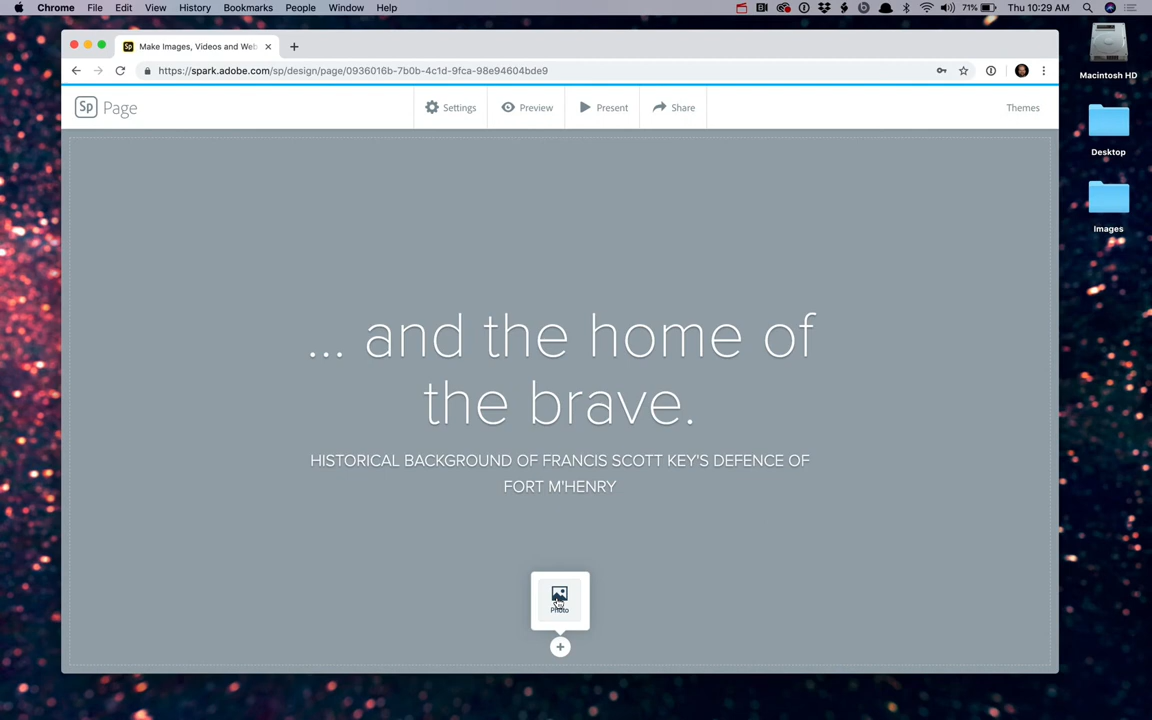 Chrome File Edit View History Bookmarks People Window Help
71% Thu 10:29 AM
Sp Make Images, Videos and Web
https://spark.adobe.com/sp/design/page/0936016b-7b0b-4c1d-9fca-98e94604bde9
Sp Page Settings Preview Present Share Themes
... and the home of
the brave.
HISTORICAL BACKGROUND OF FRANCIS SCOTT KEY'S DEFENCE OF
FORT M'HENRY
Photo
Macintosh HD
Desktop
Images